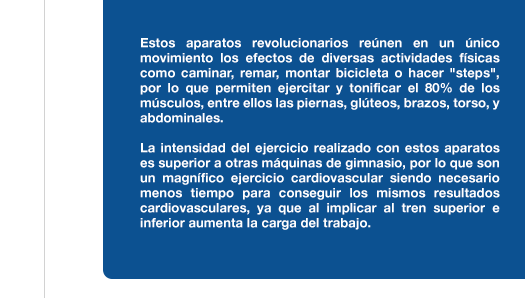 Estos aparatos revolucionarios reúnen en un único
movimiento los efectos de diversas actividades físicas
como caminar, remar, montar bicicleta o hacer "steps",
por lo que permiten ejercitar y tonificar el 80% de los
músculos, entre ellos las piernas, glúteos, brazos, torso, y
abdominales.
La intensidad del ejercicio realizado con estos aparatos
es superior a otras máquinas de gimnasio, por lo que son
un magnífico ejercicio cardiovascular siendo necesario
menos tiempo para conseguir los mismos resultados
cardiovasculares, ya que al implicar al tren superior e
inferior aumenta la carga del trabajo.